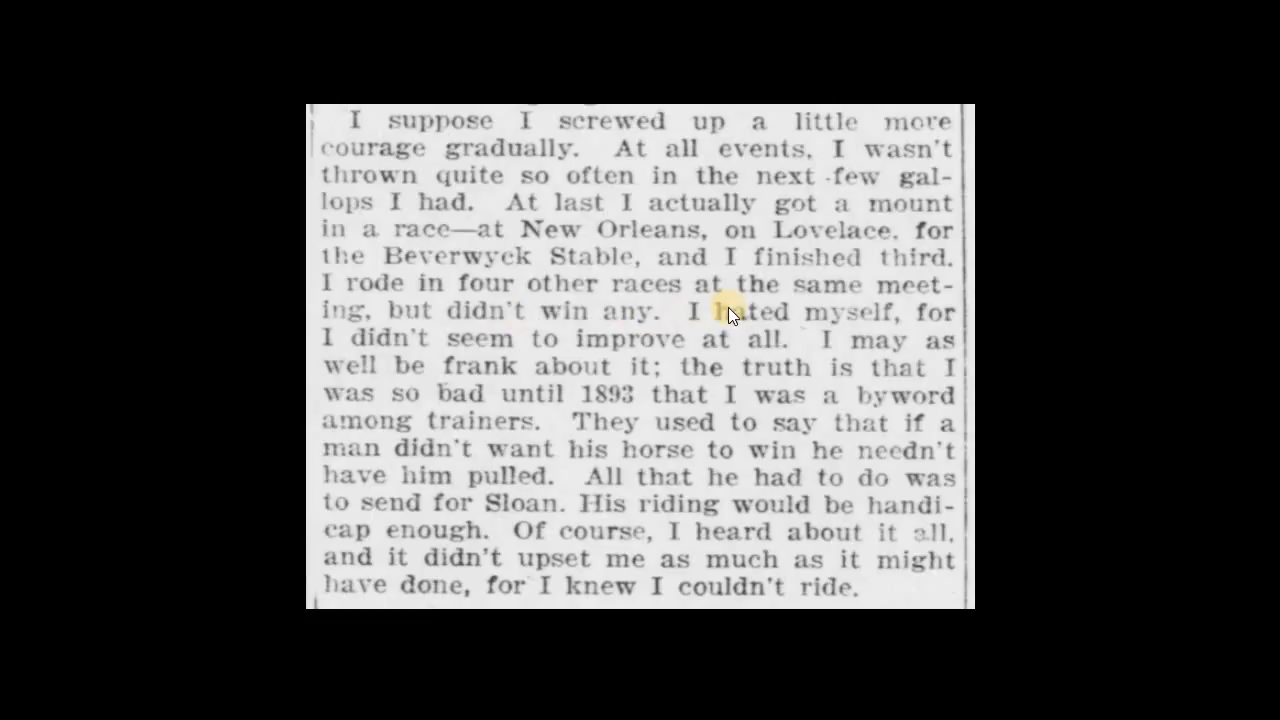 I suppose I screwed up a little more
courage gradually. At all events, I wasn't
thrown quite so often in the next few gal-
lops I had. At last I actually got a mount
in a race—at New Orleans, on Lovelace, for
the Beverwyck Stable, and I finished third.
I rode in four other races at the same meet-
ing, but didn't win any. I hated myself, for
I didn't seem to improve at all. I may as
well be frank about it; the truth is that I
was so bad until 1893 that I was a byword
among trainers. They used to say that if a
man didn't want his horse to win he needn't
have him pulled. All that he had to do was
to send for Sloan. His riding would be handi-
cap enough. Of course, I heard about it all,
and it didn't upset me as much as it might
have done, for I knew I couldn't ride.